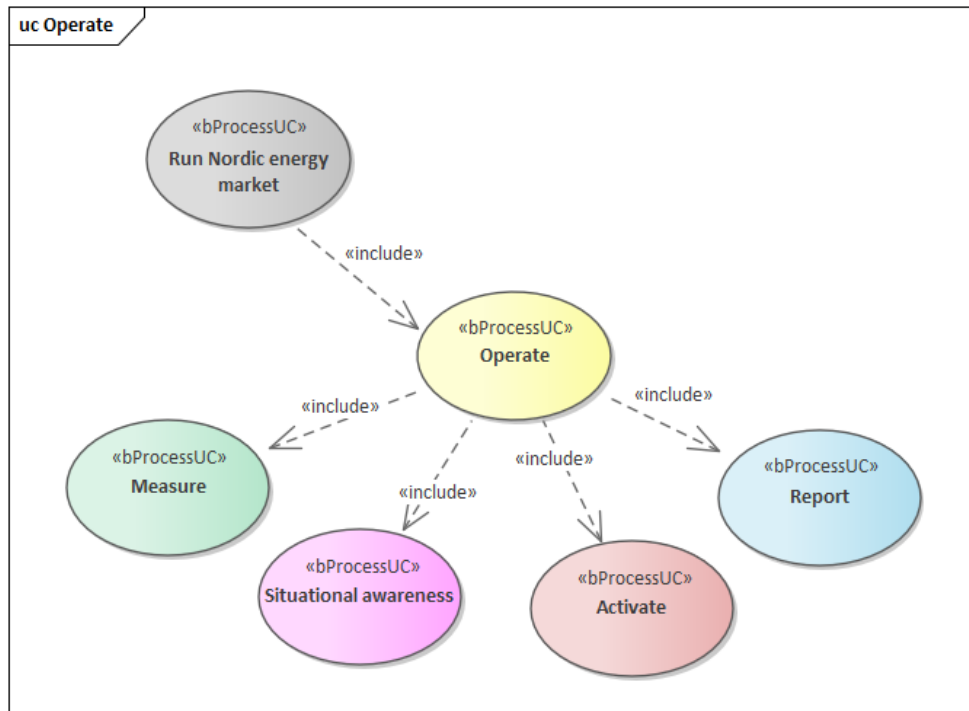 uc Operate
«bProcessUC»
Run Nordic energy
market
«include»
«bProcessUC»
Operate
«include»
«include»
«include»
«include»
«bProcessUC»
Measure
«bProcessUC»
Situational awareness
«bProcessUC»
Activate
«bProcessUC»
Report